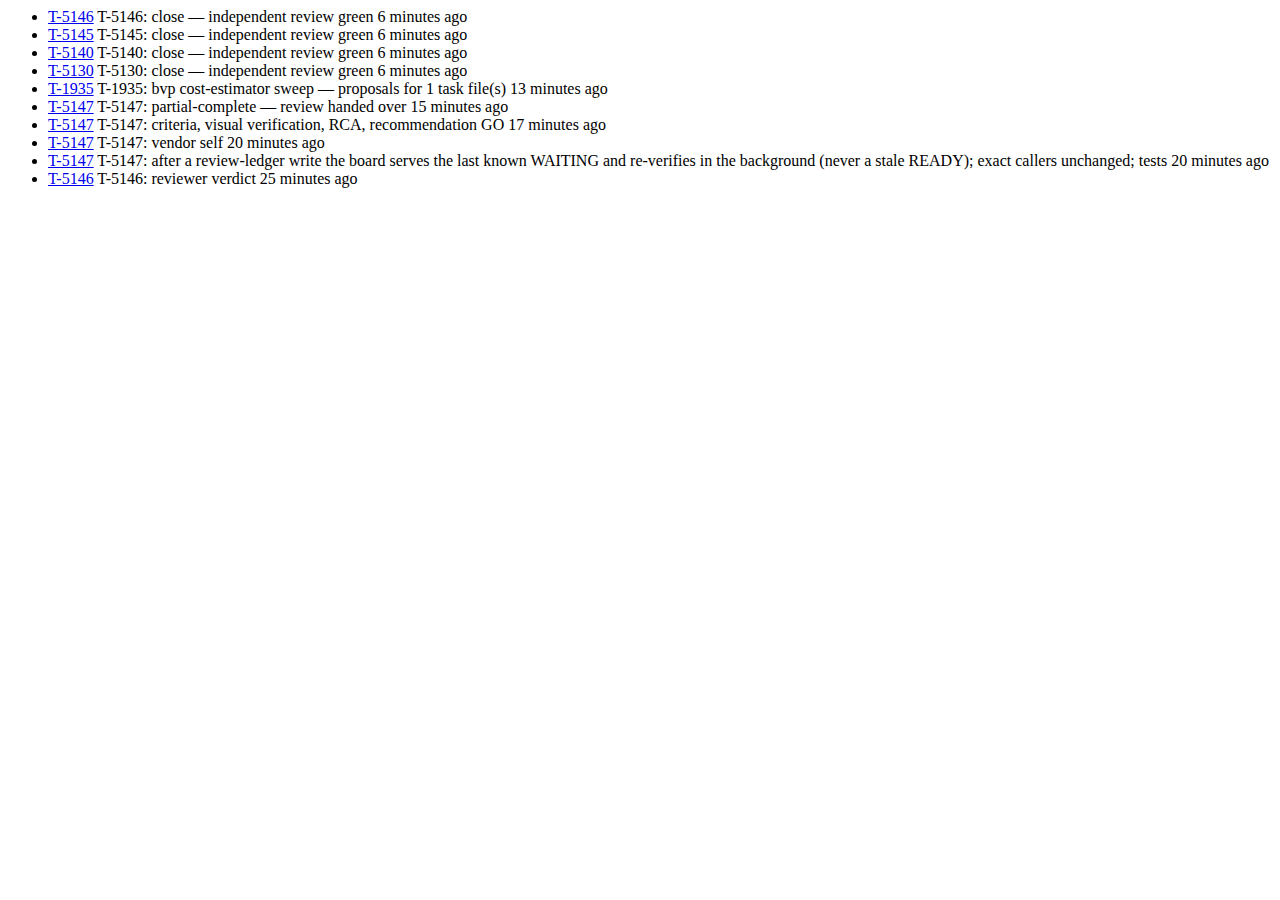 T-5146 T-5146: close — independent review green 6 minutes ago
T-5145 T-5145: close — independent review green 6 minutes ago
T-5140 T-5140: close — independent review green 6 minutes ago
T-5130 T-5130: close — independent review green 6 minutes ago
T-1935 T-1935: bvp cost-estimator sweep — proposals for 1 task file(s) 13 minutes ago
T-5147 T-5147: partial-complete — review handed over 15 minutes ago
T-5147 T-5147: criteria, visual verification, RCA, recommendation GO 17 minutes ago
T-5147 T-5147: vendor self 20 minutes ago
T-5147 T-5147: after a review-ledger write the board serves the last known WAITING and re-verifies in the background (never a stale READY); exact callers unchanged; tests 20 minutes ago
T-5146 T-5146: reviewer verdict 25 minutes ago